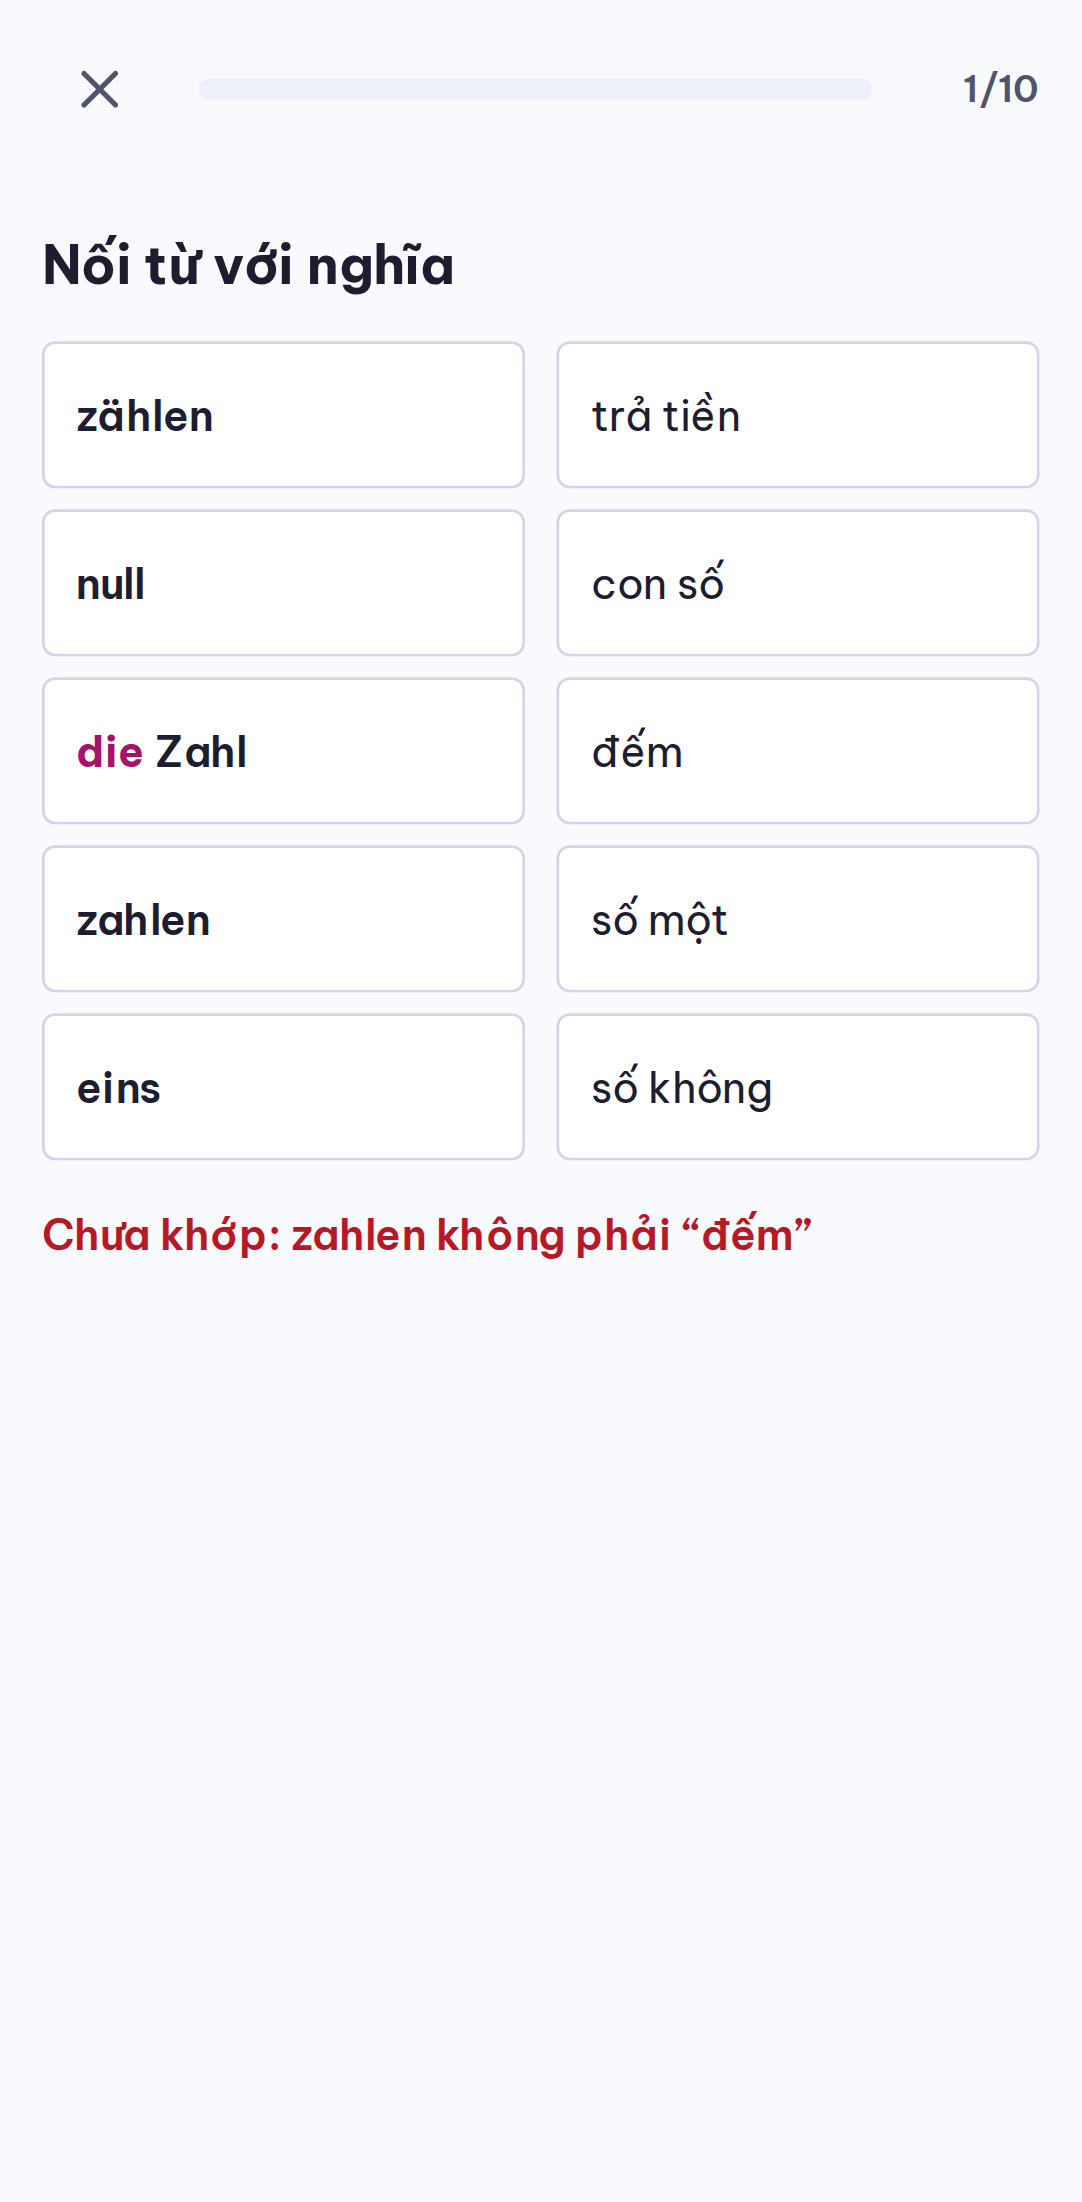 1/10
Nối từ với nghĩa
zählen
trả tiền
null
con số
die Zahl
đếm
zahlen
số một
eins
số không
Chưa khớp: zahlen không phải “đếm”